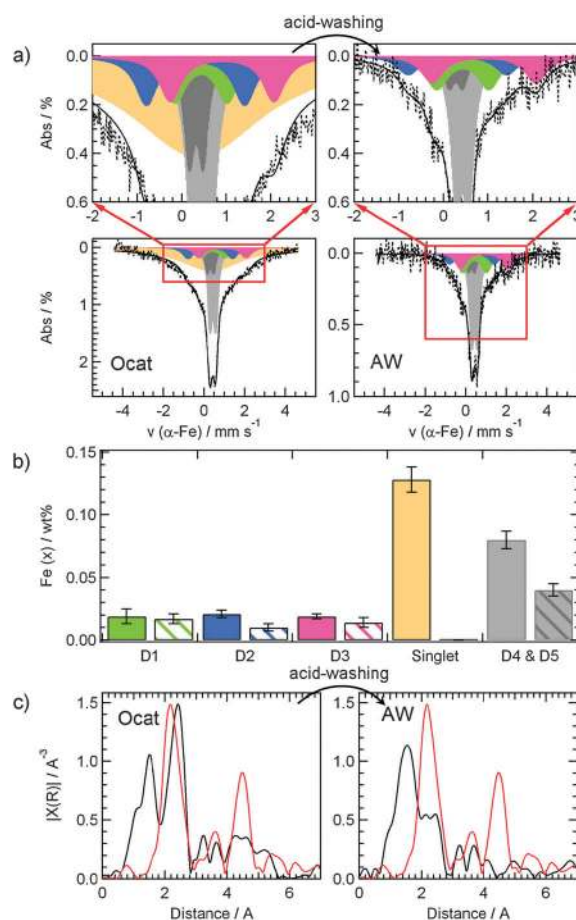 acid-washing
a)
Abs / %
0.0
0.2
0.4
0.6
-2 -1 0 1 2 3
Abs / %
0.0
0.2
0.4
0.6
-2 -1 0 1 2 3
Abs / %
0
1
2
Ocat
-4 -2 0 2 4
v (α-Fe) / mm s-1
Abs / %
0.0
0.5
1.0
AW
-4 -2 0 2 4
v (α-Fe) / mm s-1
b)
Fe (x) / wt%
0.15
0.10
0.05
0.00
D1 D2 D3 Singlet D4 & D5
acid-washing
c)
|X(R)| / A-3
1.5
1.0
0.5
0.0
Ocat
0 2 4 6
Distance / A
1.5
1.0
0.5
0.0
AW
0 2 4 6
Distance / A